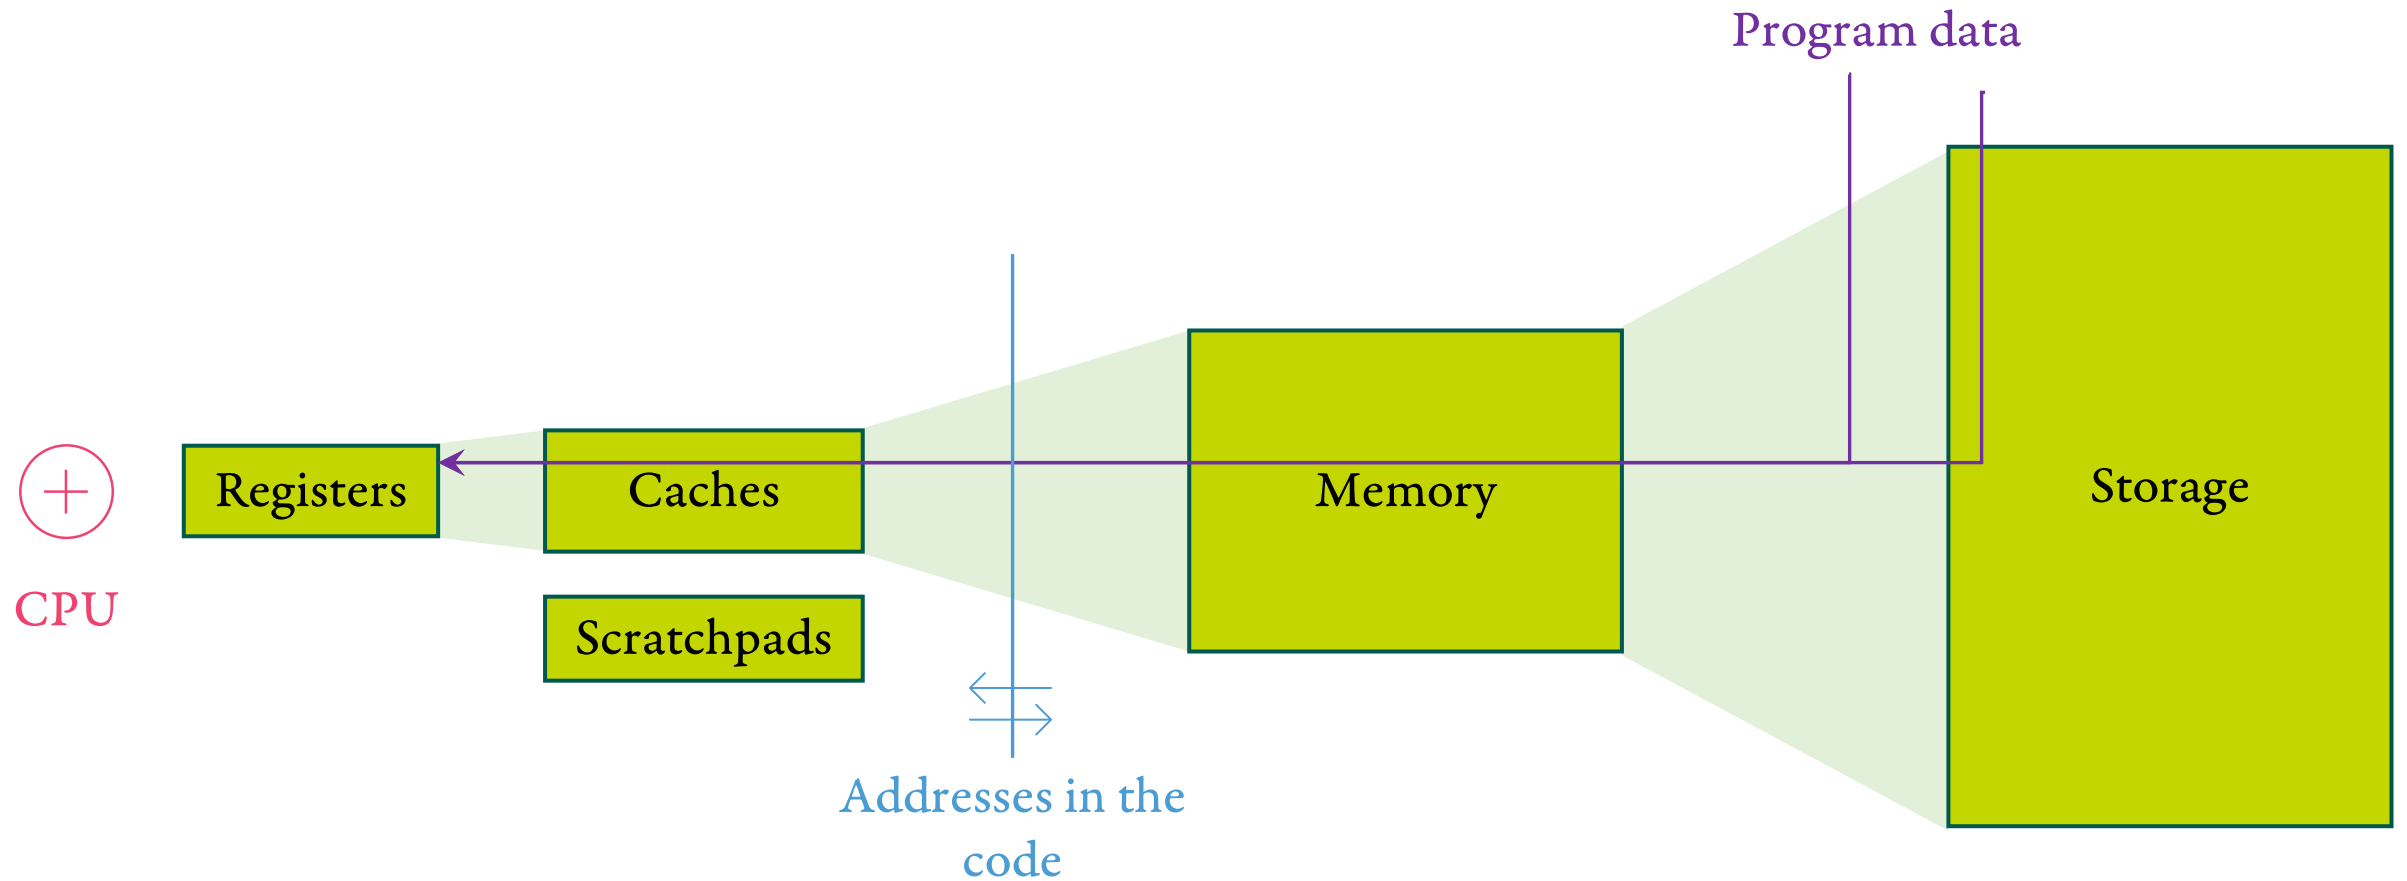 Program data
Registers
Caches
Memory
Storage
CPU
Scratchpads
Addresses in the
code